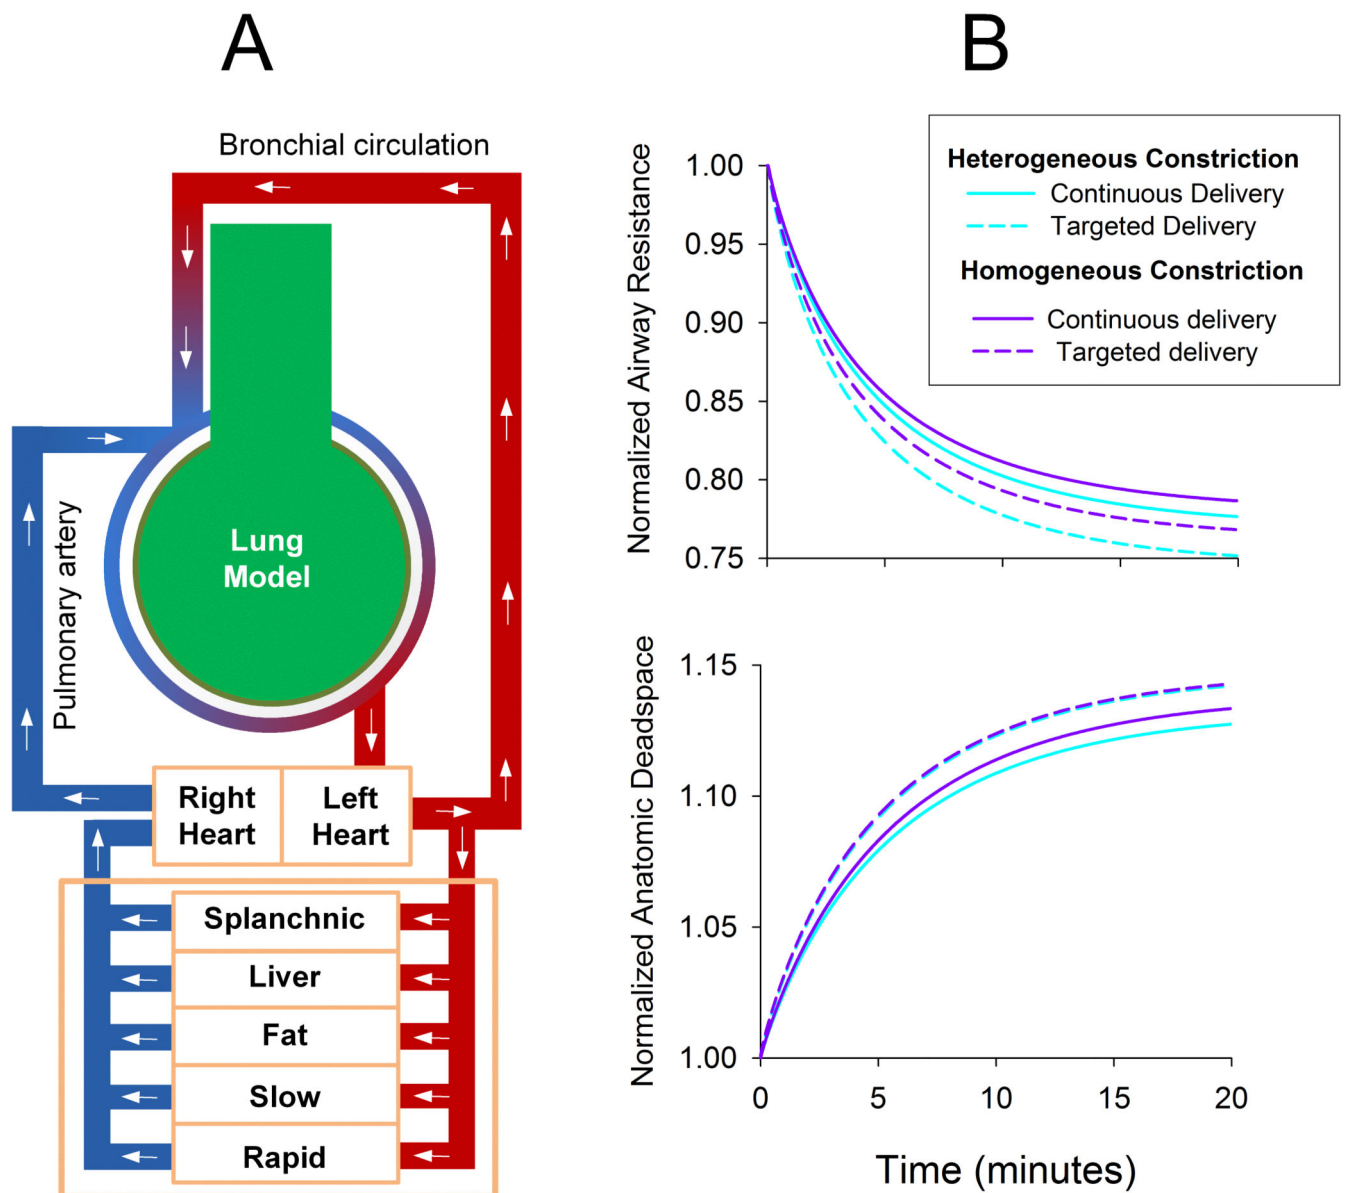 A
Bronchial circulation
Pulmonary artery
Lung
Model
Right
Heart
Left
Heart
Splanchnic
Liver
Fat
Slow
Rapid
B
Heterogeneous Constriction
Continuous Delivery
Targeted Delivery
Homogeneous Constriction
Continuous delivery
Targeted delivery
Normalized Airway Resistance
1.00
0.95
0.90
0.85
0.80
0.75
Normalized Anatomic Deadspace
1.15
1.10
1.05
1.00
0 5 10 15 20
Time (minutes)